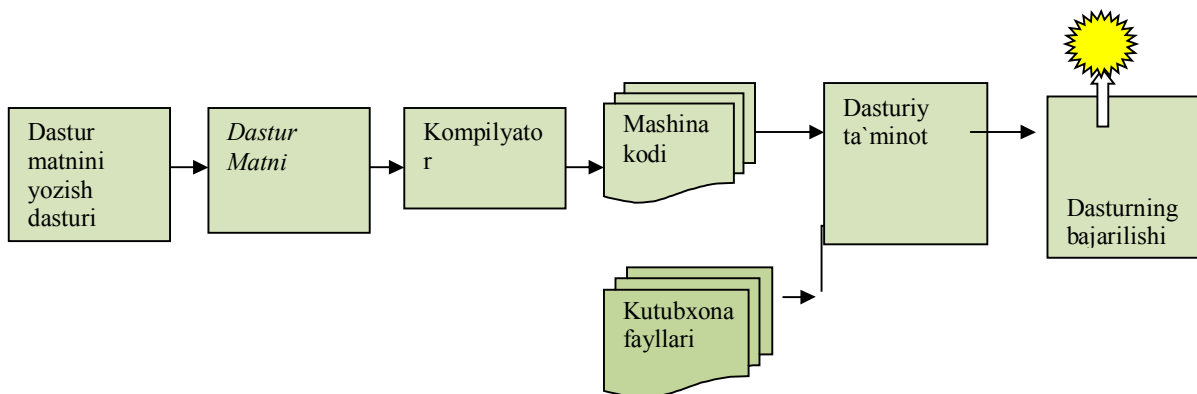 Dastur
matnini
yozish
dasturi
Dastur
Matni
Kompilyato
r
Mashina
kodi
Dasturiy
ta`minot
Dasturning
bajarilishi
Kutubxona
fayllari